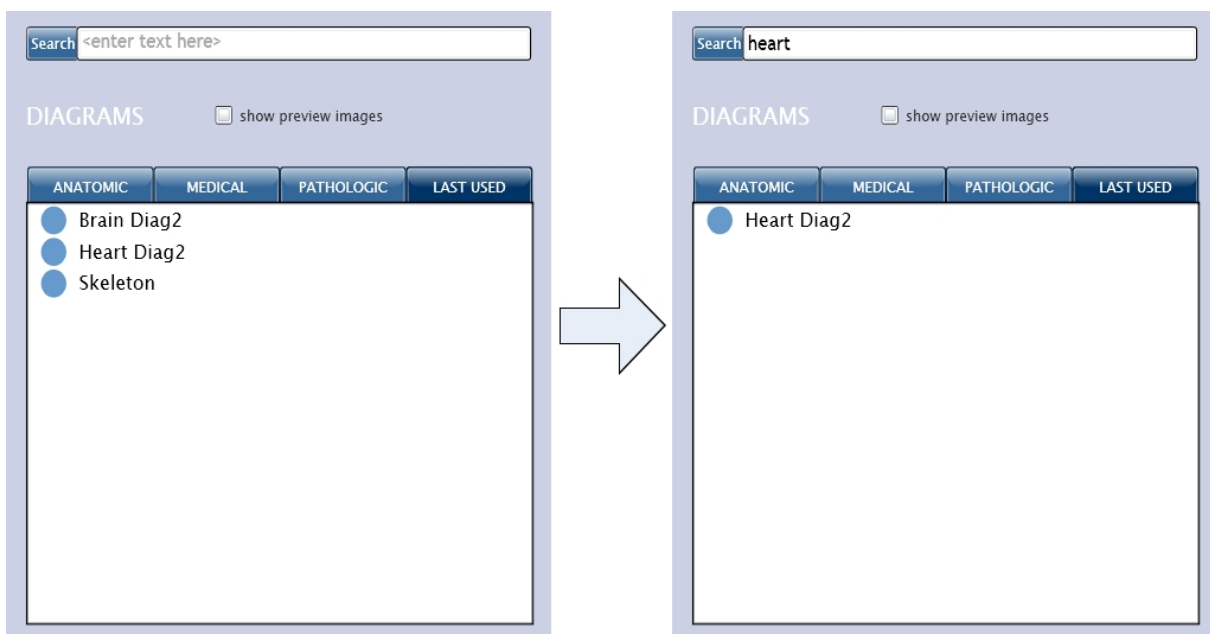 Search <enter text here>
DIAGRAMS show preview images
ANATOMIC MEDICAL PATHOLOGIC LAST USED
Brain Diag2
Heart Diag2
Skeleton
Search heart
DIAGRAMS show preview images
ANATOMIC MEDICAL PATHOLOGIC LAST USED
Heart Diag2